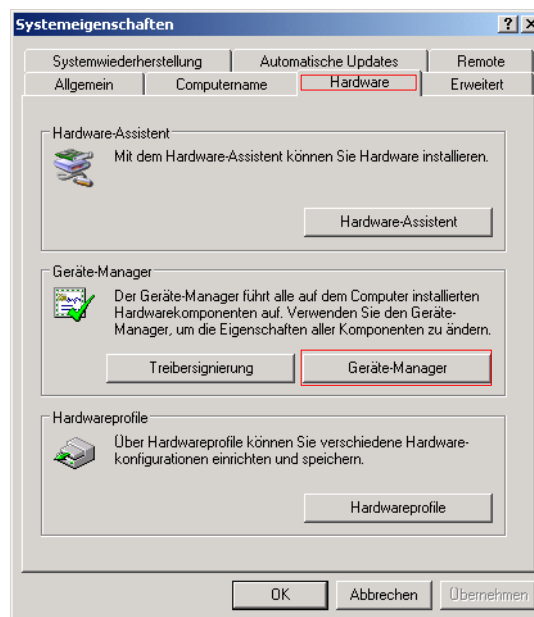 Systemeigenschaften
Systemwiederherstellung Automatische Updates Remote
Allgemein Computername Hardware Erweitert
Hardware-Assistent
Mit dem Hardware-Assistent können Sie Hardware installieren.
Hardware-Assistent
Geräte-Manager
Der Geräte-Manager führt alle auf dem Computer installierten
Hardwarekomponenten auf. Verwenden Sie den Geräte-
Manager, um die Eigenschaften aller Komponenten zu ändern.
Treibersignierung Geräte-Manager
Hardwareprofile
Über Hardwareprofile können Sie verschiedene Hardware-
konfigurationen einrichten und speichern.
Hardwareprofile
OK Abbrechen Übernehmen